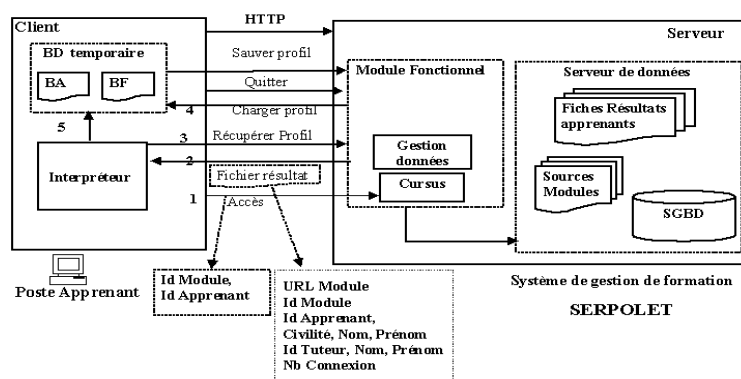 Client
HTTP
Serveur
BD temporaire
BA
BF
Sauver profil
Quitter
4
Charger profil
5
3
Récupérer Profil
2
Interpréteur
Fichier résultat
1
Accès
Module Fonctionnel
Gestion
données
Cursus
Serveur de données
Fiches Résultats
apprenants
Sources
Modules
SGBD
Poste Apprenant
Id Module,
Id Apprenant
URL Module
Id Module
Id Apprenant,
Civilité, Nom, Prénom
Id Tuteur, Nom, Prénom
Nb Connexion
Système de gestion de formation
SERPOLET